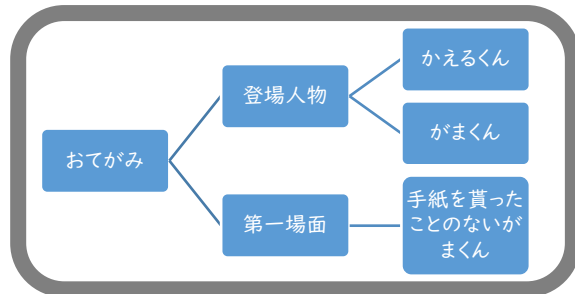 おてがみ
登場人物
かえるくん
がまくん
第一場面
手紙を貰った
ことのないが
まくん